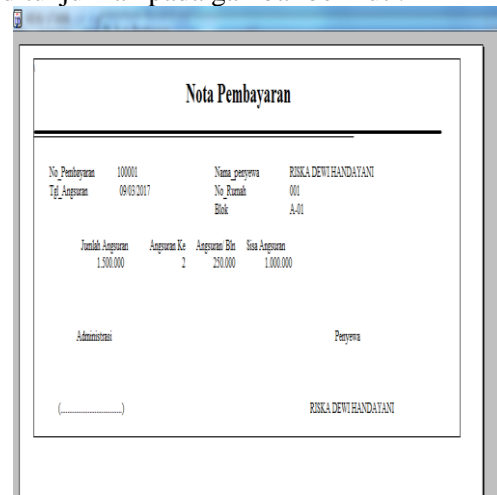 Nota Pembayaran
No_Pembayaran 100001 Nama_penyewa RISKA DEWI HANDAYANI
Tgl_Angsuran 09/03/2017 No_Rumah 001
Blok A-01
Jumlah Angsuran Angsuran Ke Angsuran/ Bln Sisa Angsuran
1.500.000 2 250.000 1.000.000
Administrasi Penyewa
(..............................) RISKA DEWI HANDAYANI